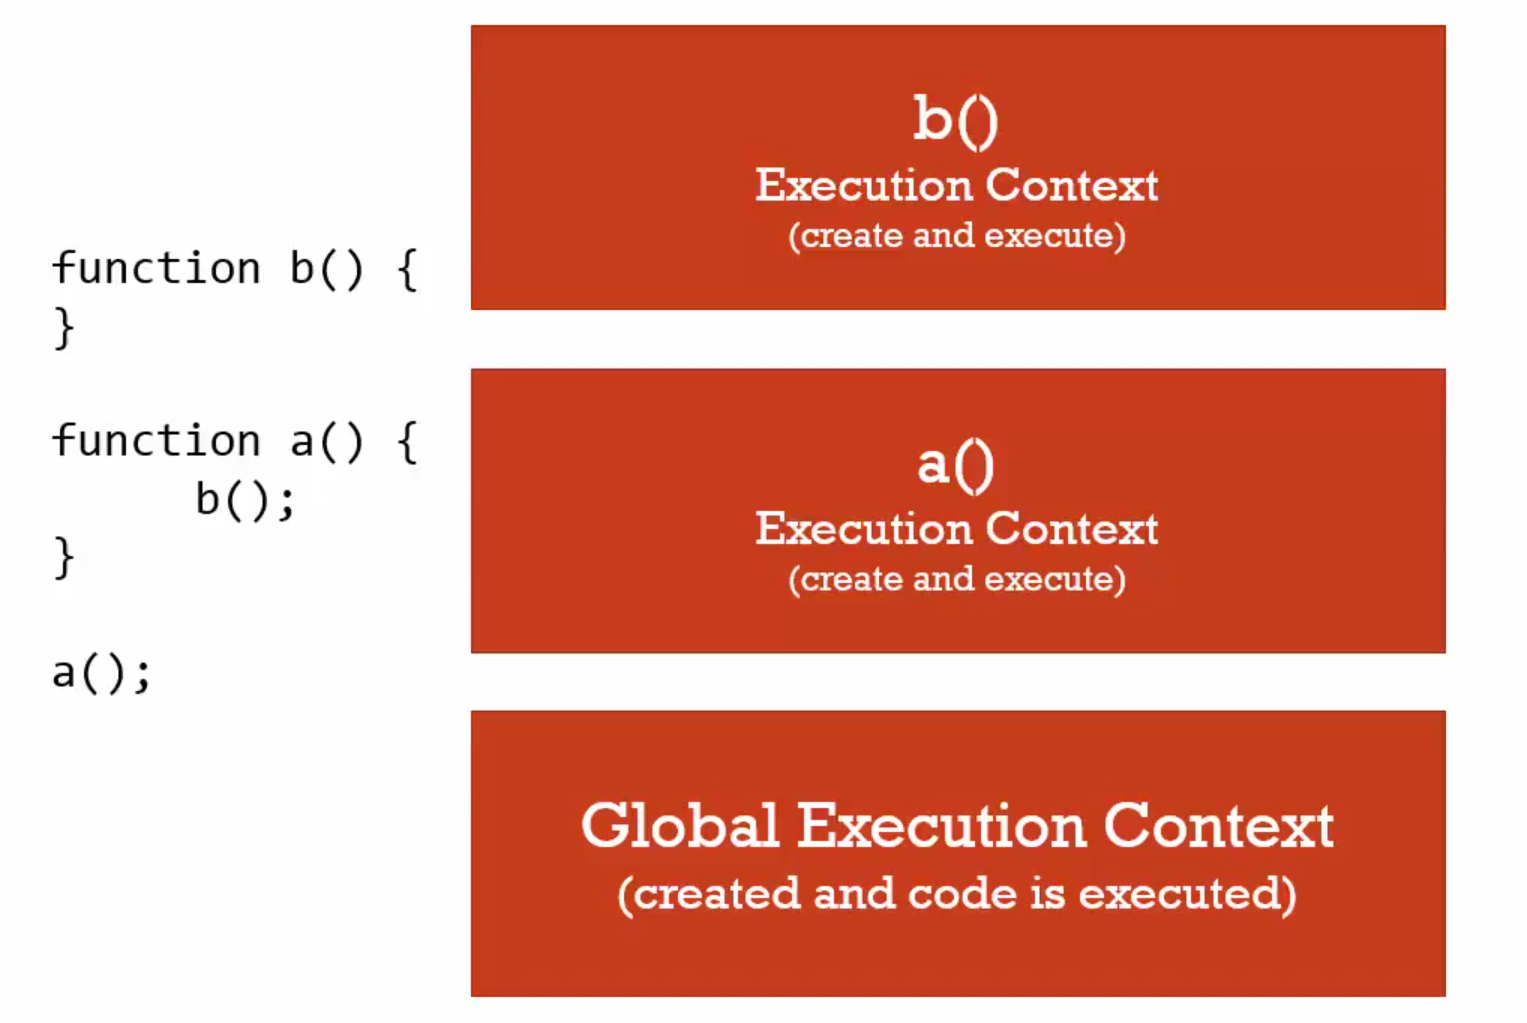 function b() {
}
function a() {
b();
}
a();
b()
Execution Context
(create and execute)
a()
Execution Context
(create and execute)
Global Execution Context
(created and code is executed)